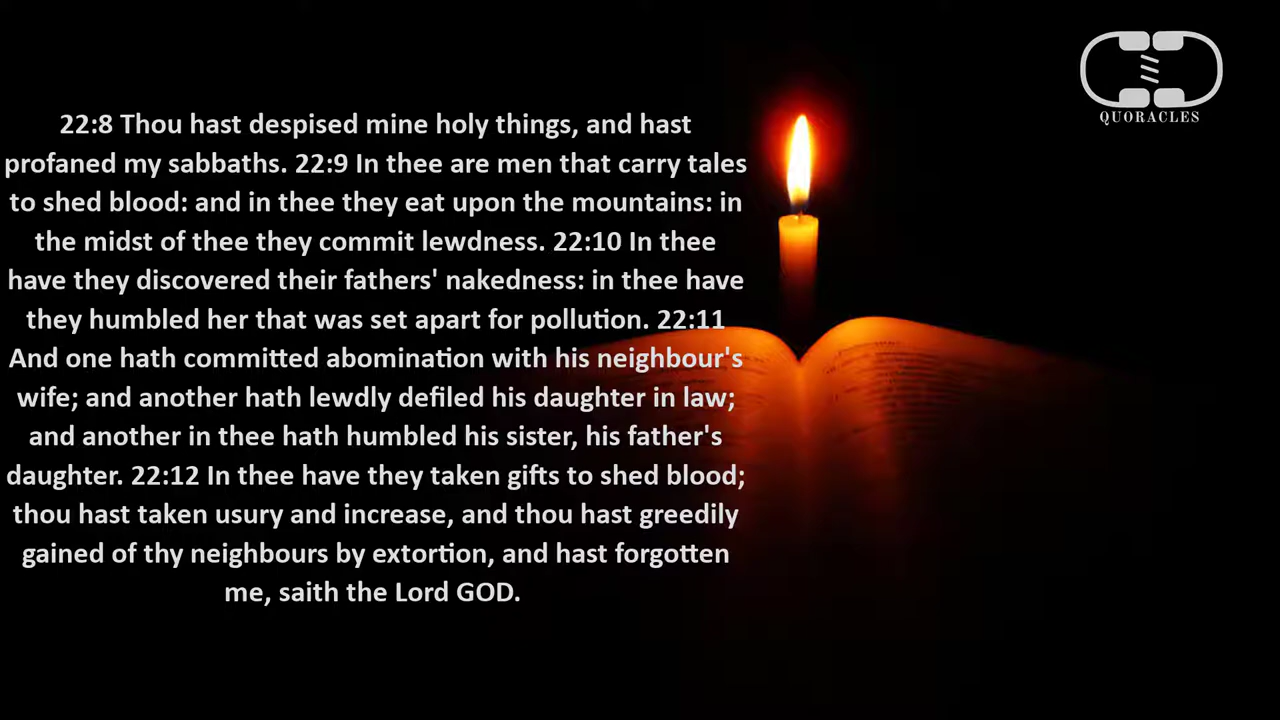 22:8 Thou hast despised mine holy things, and hast
profaned my sabbaths. 22:9 In thee are men that carry tales
to shed blood: and in thee they eat upon the mountains: in
the midst of thee they commit lewdness. 22:10 In thee
have they discovered their fathers' nakedness: in thee have
they humbled her that was set apart for pollution. 22:11
And one hath committed abomination with his neighbour's
wife; and another hath lewdly defiled his daughter in law;
and another in thee hath humbled his sister, his father's
daughter. 22:12 In thee have they taken gifts to shed blood;
thou hast taken usury and increase, and thou hast greedily
gained of thy neighbours by extortion, and hast forgotten
me, saith the Lord GOD.
QUORACLES